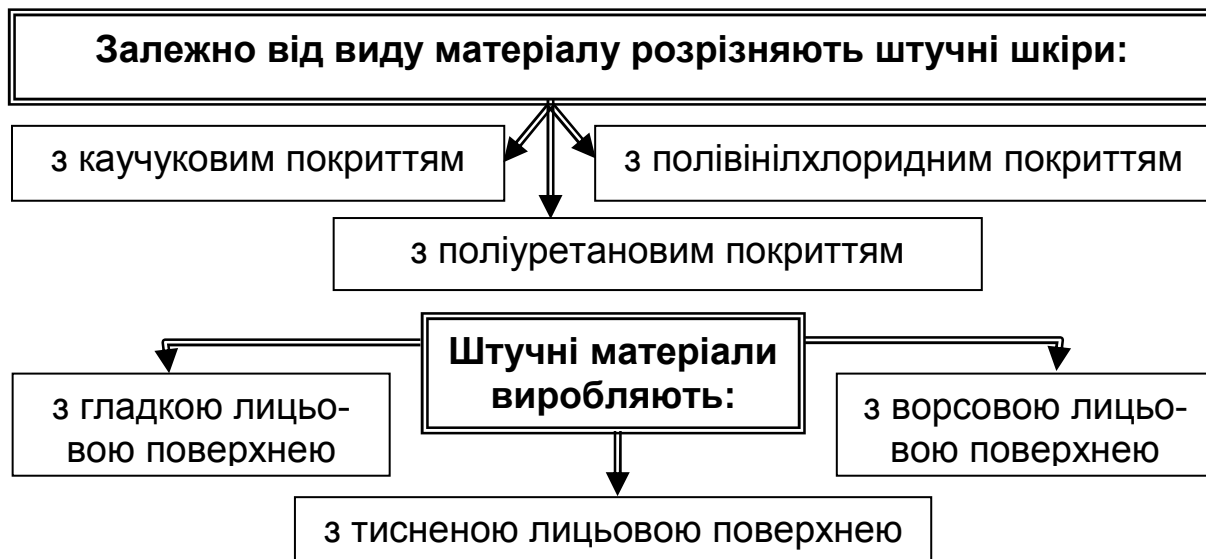 Залежно від виду матеріалу розрізняють штучні шкіри:
з каучуковим покриттям
з полівінілхлоридним покриттям
з поліуретановим покриттям
Штучні матеріали
виробляють:
з гладкою лицьо-
вою поверхнею
з ворсовою лицьо-
вою поверхнею
з тисненою лицьовою поверхнею